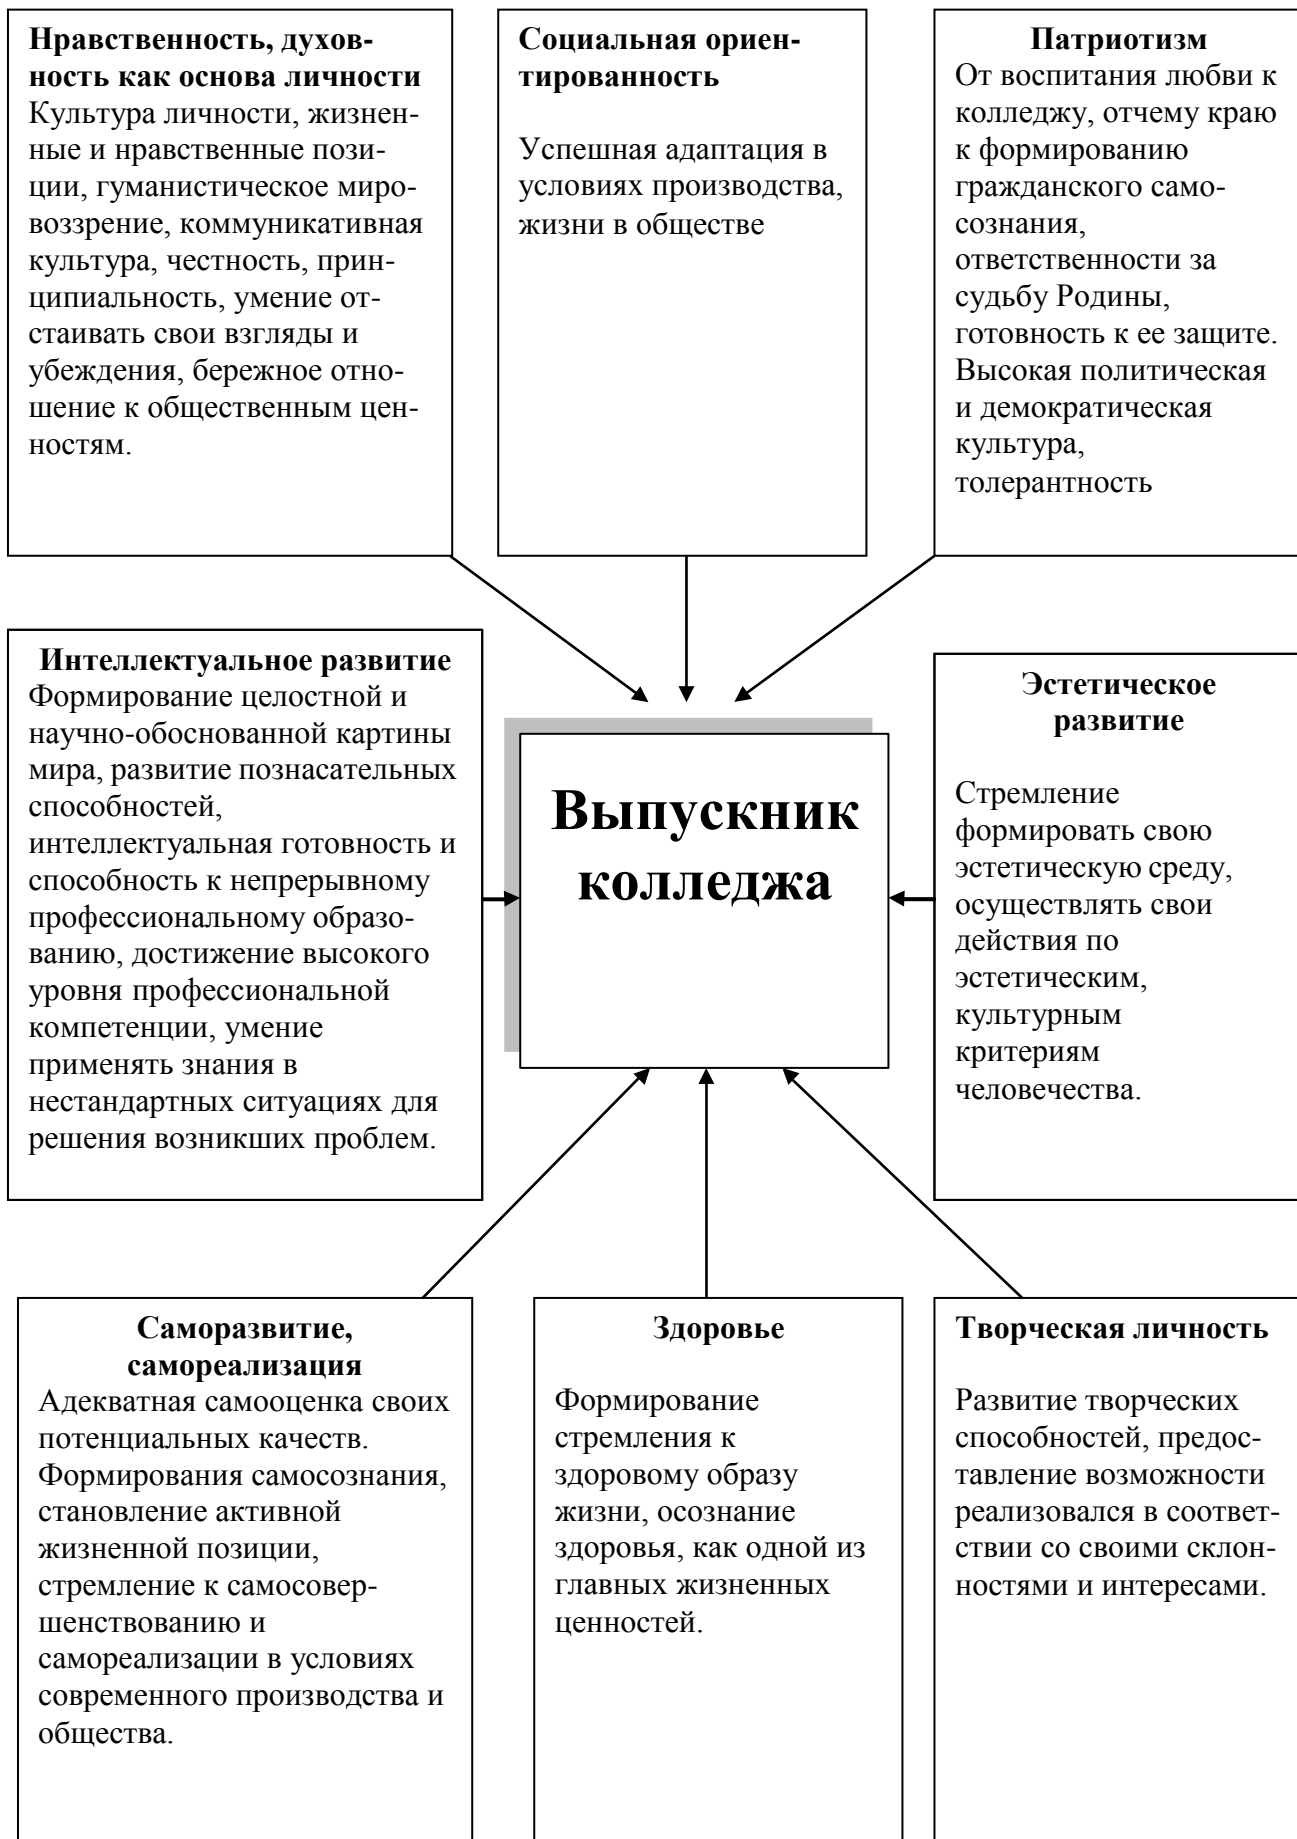 Нравственность, духов-
ность как основа личности
Культура личности, жизнен-
ные и нравственные пози-
ции, гуманистическое миро-
воззрение, коммуникативная
культура, честность, прин-
ципиальность, умение от-
стаивать свои взгляды и
убеждения, бережное отно-
шение к общественным цен-
ностям.
Социальная ориен-
тированность
Успешная адаптация в
условиях производства,
жизни в обществе
Патриотизм
От воспитания любви к
колледжу, отчему краю
к формированию
гражданского само-
сознания,
ответственности за
судьбу Родины,
готовность к ее защите.
Высокая политическая
и демократическая
культура,
толерантность
Интеллектуальное развитие
Формирование целостной и
научно-обоснованной картины
мира, развитие познасательных
способностей,
интеллектуальная готовность и
способность к непрерывному
профессиональному образо-
ванию, достижение высокого
уровня профессиональной
компетенции, умение
применять знания в
нестандартных ситуациях для
решения возникших проблем.
Выпускник
колледжа
Эстетическое
развитие
Стремление
формировать свою
эстетическую среду,
осуществлять свои
действия по
эстетическим,
культурным
критериям
человечества.
Саморазвитие,
самореализация
Адекватная самооценка своих
потенциальных качеств.
Формирования самосознания,
становление активной
жизненной позиции,
стремление к самосовер-
шенствованию и
самореализации в условиях
современного производства и
общества.
Здоровье
Формирование
стремления к
здоровому образу
жизни, осознание
здоровья, как одной из
главных жизненных
ценностей.
Творческая личность
Развитие творческих
способностей, предос-
тавление возможности
реализовался в соответ-
ствии со своими склон-
ностями и интересами.